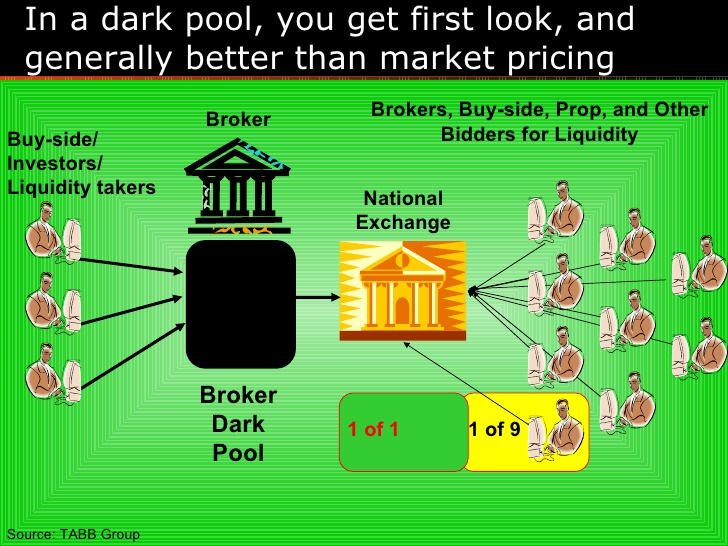 In a dark pool, you get first look, and
generally better than market pricing
Buy-side/
Investors/
Liquidity takers
Broker
Brokers, Buy-side, Prop, and Other
Bidders for Liquidity
National
Exchange
Broker
Dark
Pool
1 of 1
1 of 9
Source: TABB Group